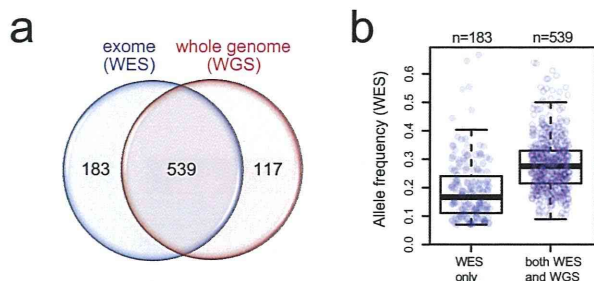 a
exome
(WES)
whole genome
(WGS)
183
539
117
b
n=183
n=539
Allele frequency (WES)
0.6
0.5
0.4
0.3
0.2
0.1
0.0
WES
only
both WES
and WGS